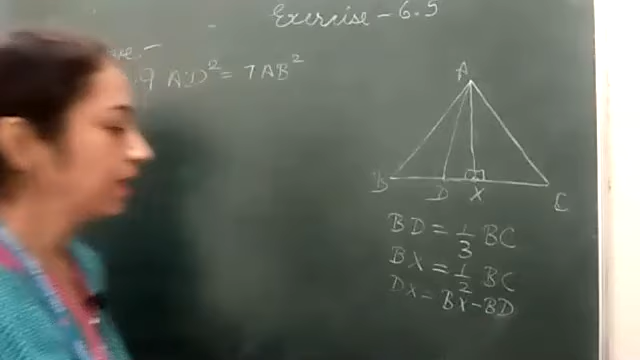 Exercise - 6.5
9 AD² = 7 AB²
A
B D X C
BD = 1/3 BC
BX = 1/2 BC
DX = BX - BD